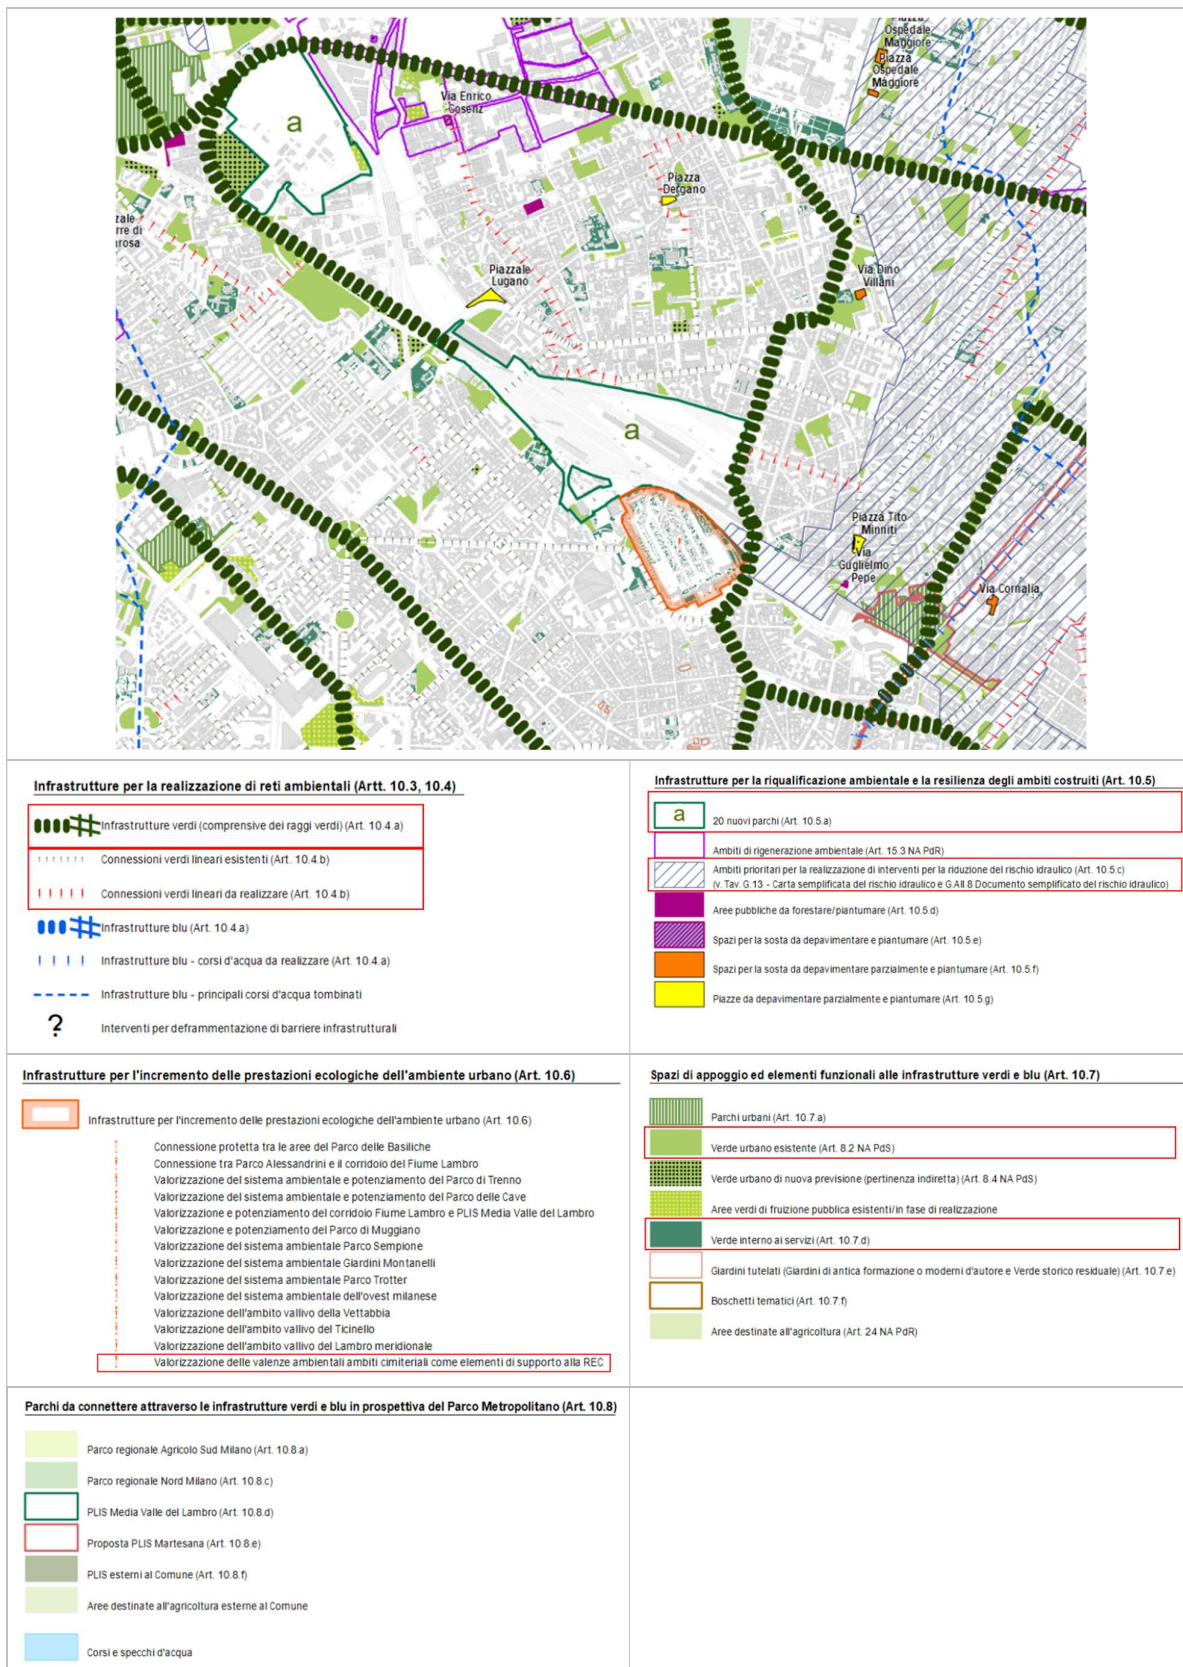 Piazza
Ospedale
Maggiore
Piazza
Ospedale
Maggiore
Via Enrico
Cosenz
a
Piazza
Dergano
zale
rre di
arosa
Piazzale
Lugano
Via Dino
Villani
a
Piazza Tito
Minniti
Via
Guglielmo
Pepe
Via Cornalia
Infrastrutture per la realizzazione di reti ambientali (Artt. 10.3, 10.4)
Infrastrutture verdi (comprensive dei raggi verdi) (Art. 10.4.a)
Connessioni verdi lineari esistenti (Art. 10.4.b)
Connessioni verdi lineari da realizzare (Art. 10.4.b)
Infrastrutture blu (Art. 10.4.a)
Infrastrutture blu - corsi d'acqua da realizzare (Art. 10.4.a)
Infrastrutture blu - principali corsi d'acqua tombinati
? Interventi per deframmentazione di barriere infrastrutturali
Infrastrutture per la riqualificazione ambientale e la resilienza degli ambiti costruiti (Art. 10.5)
a 20 nuovi parchi (Art. 10.5.a)
Ambiti di rigenerazione ambientale (Art. 15.3 NA PdR)
Ambiti prioritari per la realizzazione di interventi per la riduzione del rischio idraulico (Art. 10.5.c)
(v. Tav. G.13 - Carta semplificata del rischio idraulico e G.All.8 Documento semplificato del rischio idraulico)
Aree pubbliche da forestare/piantumare (Art. 10.5.d)
Spazi per la sosta da depavimentare e piantumare (Art. 10.5.e)
Spazi per la sosta da depavimentare parzialmente e piantumare (Art. 10.5.f)
Piazze da depavimentare parzialmente e piantumare (Art. 10.5.g)
Infrastrutture per l'incremento delle prestazioni ecologiche dell'ambiente urbano (Art. 10.6)
Infrastrutture per l'incremento delle prestazioni ecologiche dell'ambiente urbano (Art. 10.6)
Connessione protetta tra le aree del Parco delle Basiliche
Connessione tra Parco Alessandrini e il corridoio del Fiume Lambro
Valorizzazione del sistema ambientale e potenziamento del Parco di Trenno
Valorizzazione del sistema ambientale e potenziamento del Parco delle Cave
Valorizzazione e potenziamento del corridoio Fiume Lambro e PLIS Media Valle del Lambro
Valorizzazione e potenziamento del Parco di Muggiano
Valorizzazione del sistema ambientale Parco Sempione
Valorizzazione del sistema ambientale Giardini Montanelli
Valorizzazione del sistema ambientale Parco Trotter
Valorizzazione del sistema ambientale dell'ovest milanese
Valorizzazione dell'ambito vallivo della Vettabbia
Valorizzazione dell'ambito vallivo del Ticinello
Valorizzazione dell'ambito vallivo del Lambro meridionale
Valorizzazione delle valenze ambientali ambiti cimiteriali come elementi di supporto alla REC
Spazi di appoggio ed elementi funzionali alle infrastrutture verdi e blu (Art. 10.7)
Parchi urbani (Art. 10.7.a)
Verde urbano esistente (Art. 8.2 NA PdS)
Verde urbano di nuova previsione (pertinenza indiretta) (Art. 8.4 NA PdS)
Aree verdi di fruizione pubblica esistenti/in fase di realizzazione
Verde interno ai servizi (Art. 10.7.d)
Giardini tutelati (Giardini di antica formazione o moderni d'autore e Verde storico residuale) (Art. 10.7.e)
Boschetti tematici (Art. 10.7.f)
Aree destinate all'agricoltura (Art. 24 NA PdR)
Parchi da connettere attraverso le infrastrutture verdi e blu in prospettiva del Parco Metropolitano (Art. 10.8)
Parco regionale Agricolo Sud Milano (Art. 10.8.a)
Parco regionale Nord Milano (Art. 10.8.c)
PLIS Media Valle del Lambro (Art. 10.8.d)
Proposta PLIS Martesana (Art. 10.8.e)
PLIS esterni al Comune (Art. 10.8.f)
Aree destinate all'agricoltura esterne al Comune
Corsi e specchi d'acqua